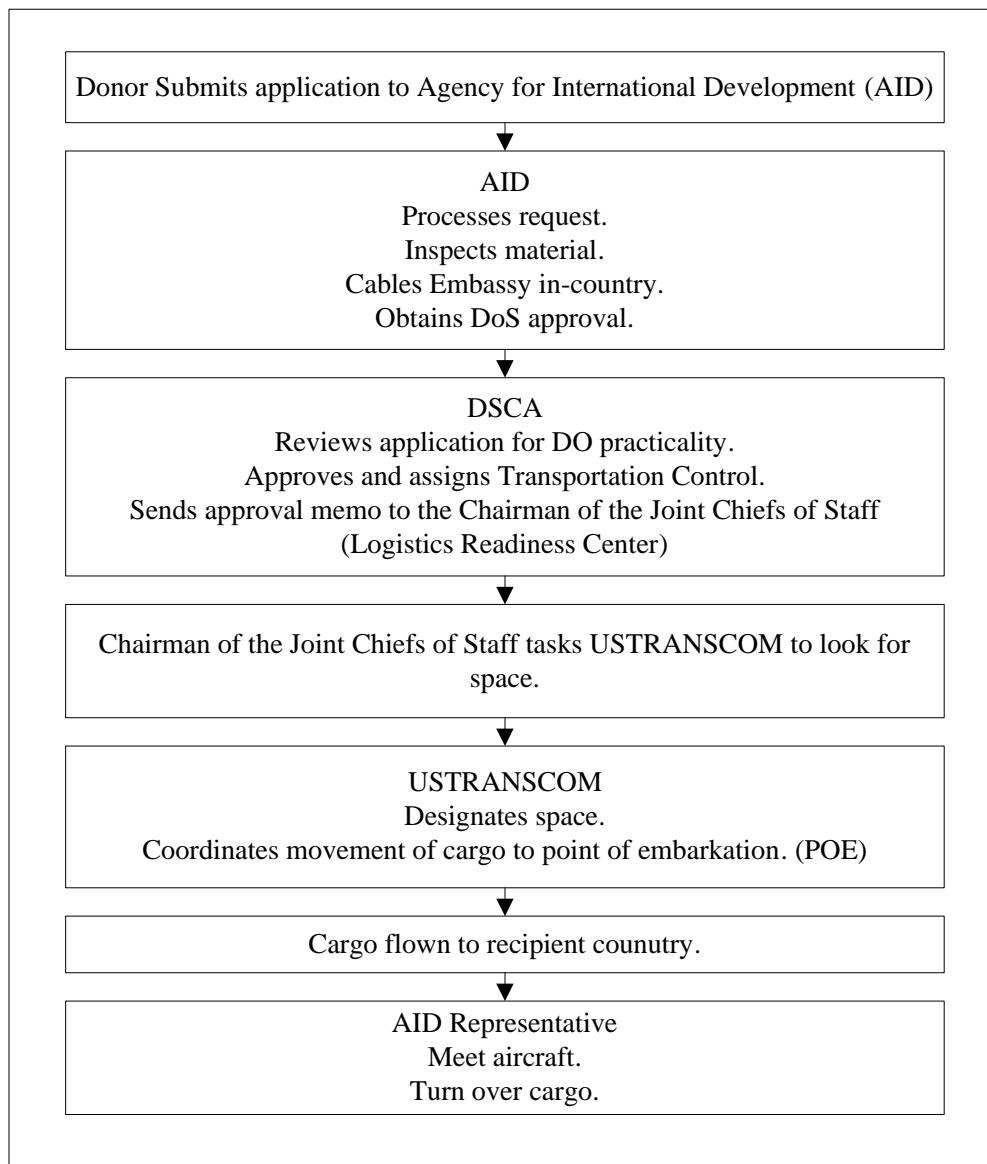 Donor Submits application to Agency for International Development (AID)
AID
Processes request.
Inspects material.
Cables Embassy in-country.
Obtains DoS approval.
DSCA
Reviews application for DO practicality.
Approves and assigns Transportation Control.
Sends approval memo to the Chairman of the Joint Chiefs of Staff
(Logistics Readiness Center)
Chairman of the Joint Chiefs of Staff tasks USTRANSCOM to look for
space.
USTRANSCOM
Designates space.
Coordinates movement of cargo to point of embarkation. (POE)
Cargo flown to recipient counutry.
AID Representative
Meet aircraft.
Turn over cargo.